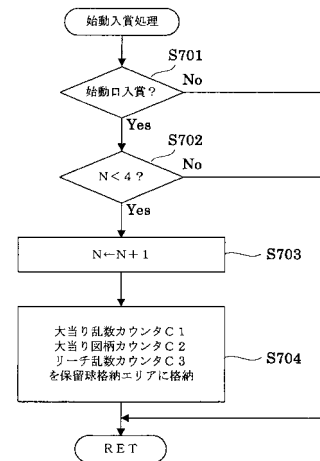 始動入賞処理
S701
始動口入賞?
No
Yes
S702
N<4?
No
Yes
N←N+1
S703
大当り乱数カウンタC1
大当り図柄カウンタC2
リーチ乱数カウンタC3
を保留球格納エリアに格納
S704
RET